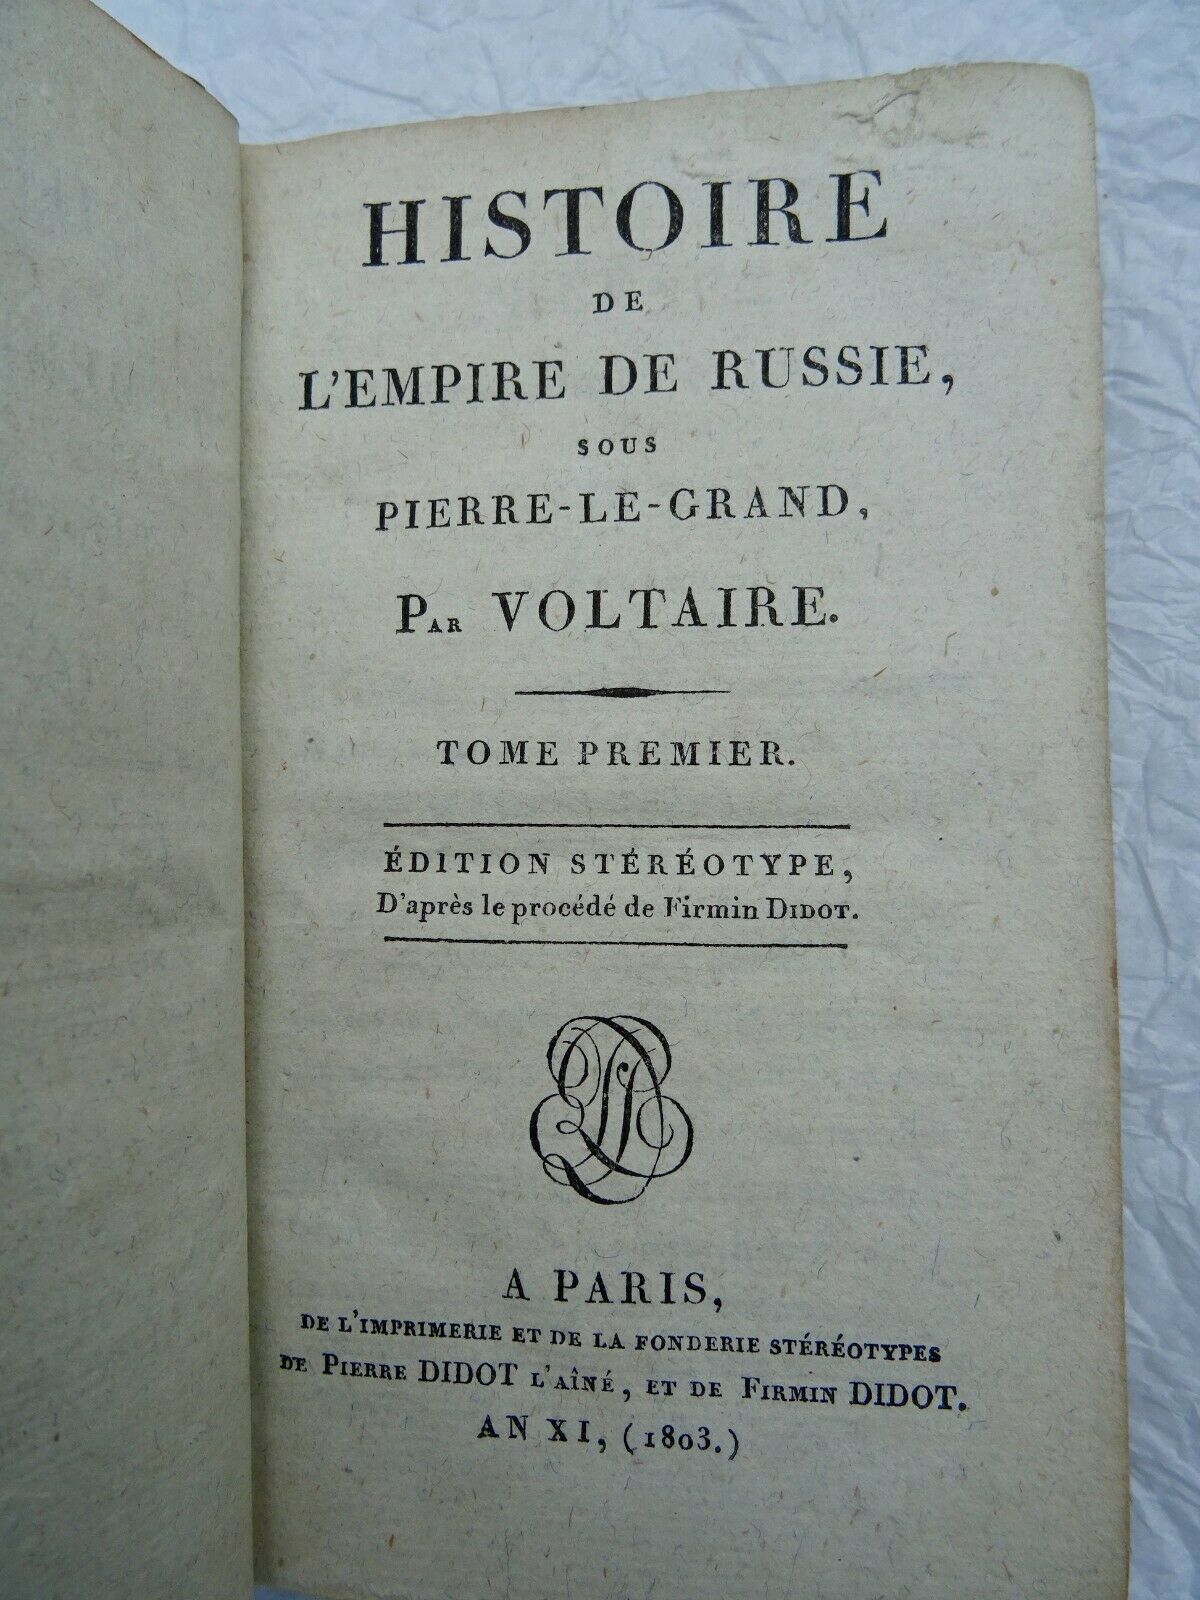 HISTOIRE
DE
L'EMPIRE DE RUSSIE,
SOUS
PIERRE-LE-GRAND,
PAR VOLTAIRE.
TOME PREMIER.
ÉDITION STÉRÉOTYPE,
D'après le procédé de Firmin DIDOT.
A PARIS,
DE L'IMPRIMERIE ET DE LA FONDERIE STÉRÉOTYPES
DE PIERRE DIDOT L'AÎNÉ, ET DE FIRMIN DIDOT.
AN XI, (1803.)